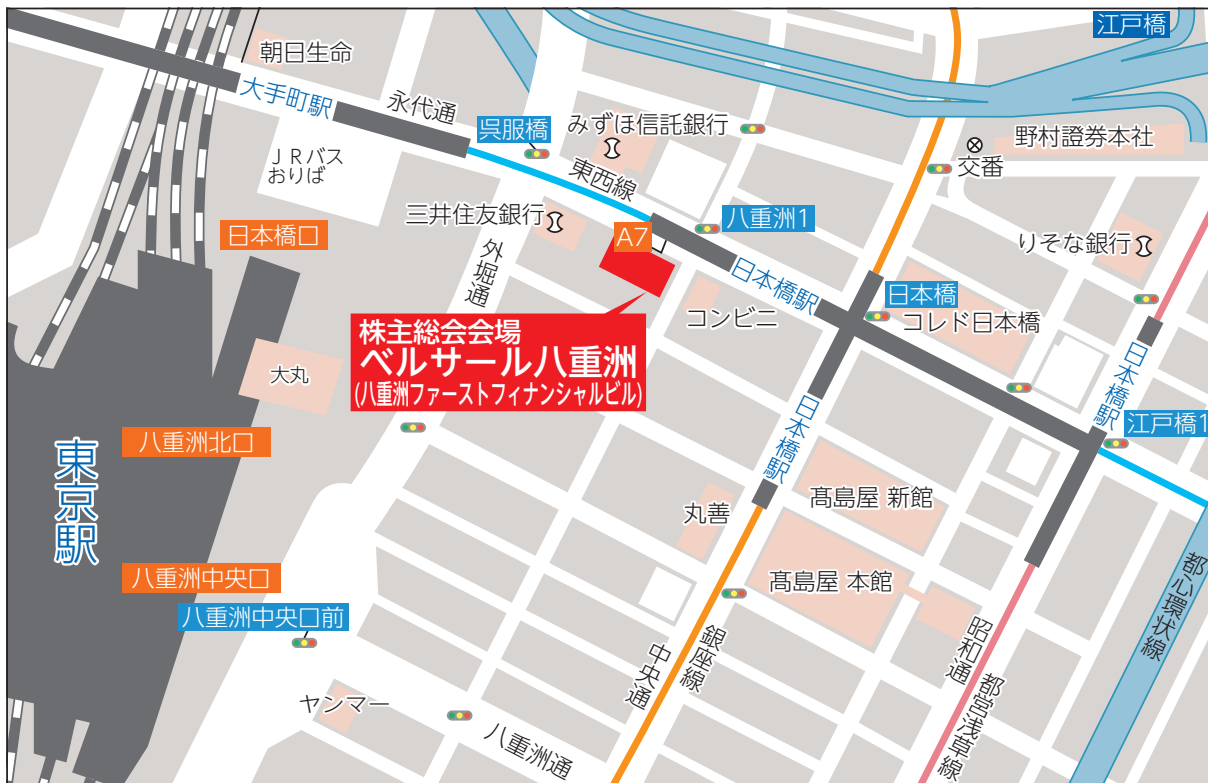 江戸橋
朝日生命
大手町駅
永代通
呉服橋
みずほ信託銀行
野村證券本社
交番
ＪＲバス
おりば
東西線
三井住友銀行
八重洲1
日本橋口
A7
りそな銀行
外堀通
日本橋駅
日本橋
コレド日本橋
コンビニ
株主総会会場
ベルサール八重洲
(八重洲ファーストフィナンシャルビル)
大丸
日本橋駅
日本橋駅
江戸橋1
八重洲北口
東京駅
髙島屋 新館
丸善
八重洲中央口
髙島屋 本館
都心環状線
八重洲中央口前
銀座線
中央通
昭和通
都営浅草線
ヤンマー
八重洲通